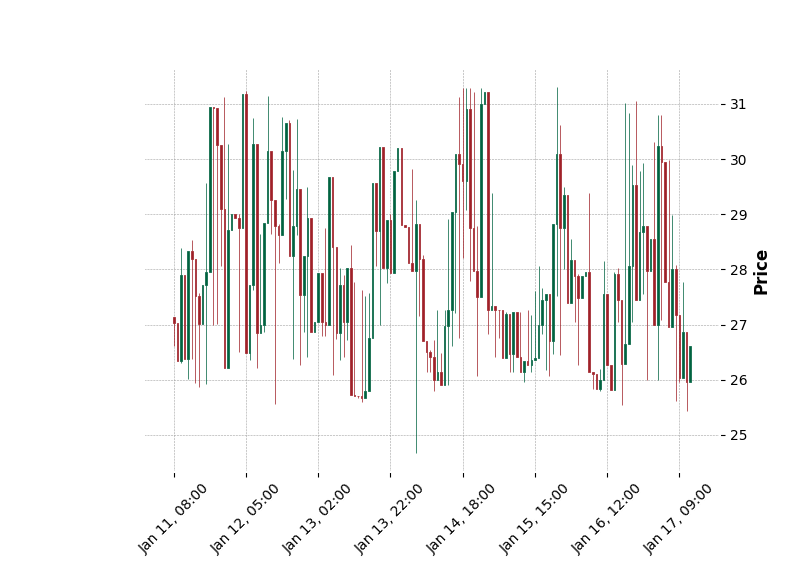 31
30
29
28
27
26
25
Price
Jan 11, 08:00
Jan 12, 05:00
Jan 13, 02:00
Jan 13, 22:00
Jan 14, 18:00
Jan 15, 15:00
Jan 16, 12:00
Jan 17, 09:00